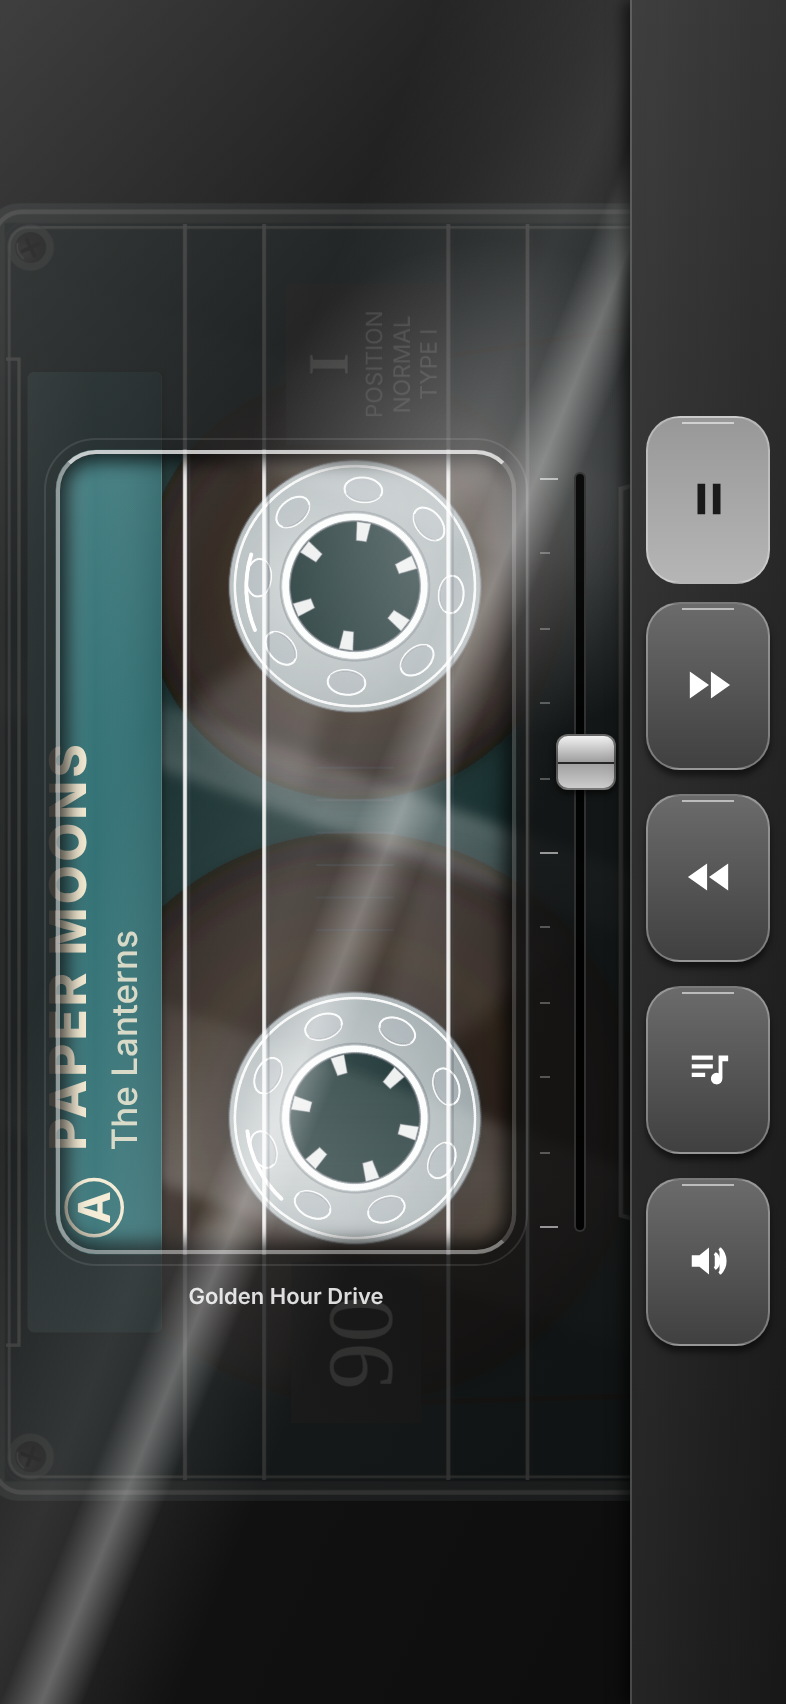 PAPER MOONS
The Lanterns
A
I
POSITION
NORMAL
TYPE I
Golden Hour Drive
90